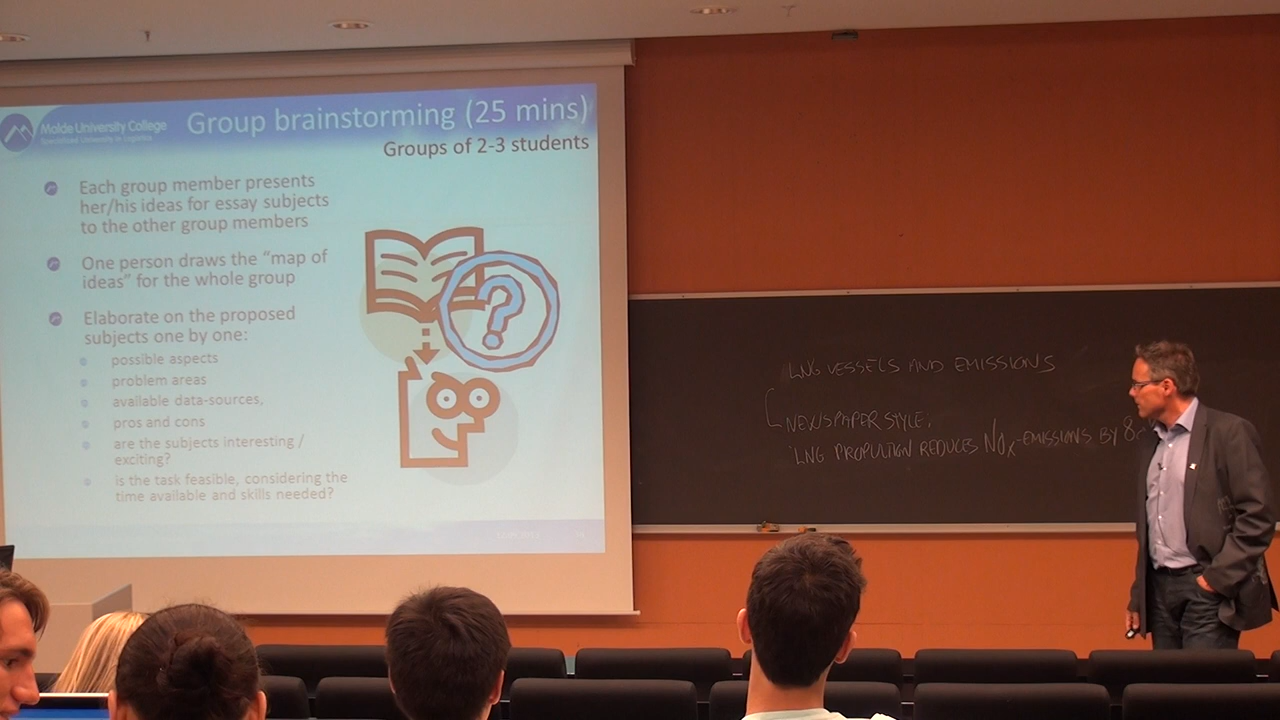 Molde University College
Specialized University in Logistics
Group brainstorming (25 mins)
Groups of 2-3 students
Each group member presents
her/his ideas for essay subjects
to the other group members
One person draws the “map of
ideas” for the whole group
Elaborate on the proposed
subjects one by one:
possible aspects
problem areas
available data-sources,
pros and cons
are the subjects interesting /
exciting?
is the task feasible, considering the
time available and skills needed?
LNG VESSELS AND EMISSIONS
NEWSPAPER STYLE:
LNG PROPULTION REDUCES NOx-EMISSIONS BY 8